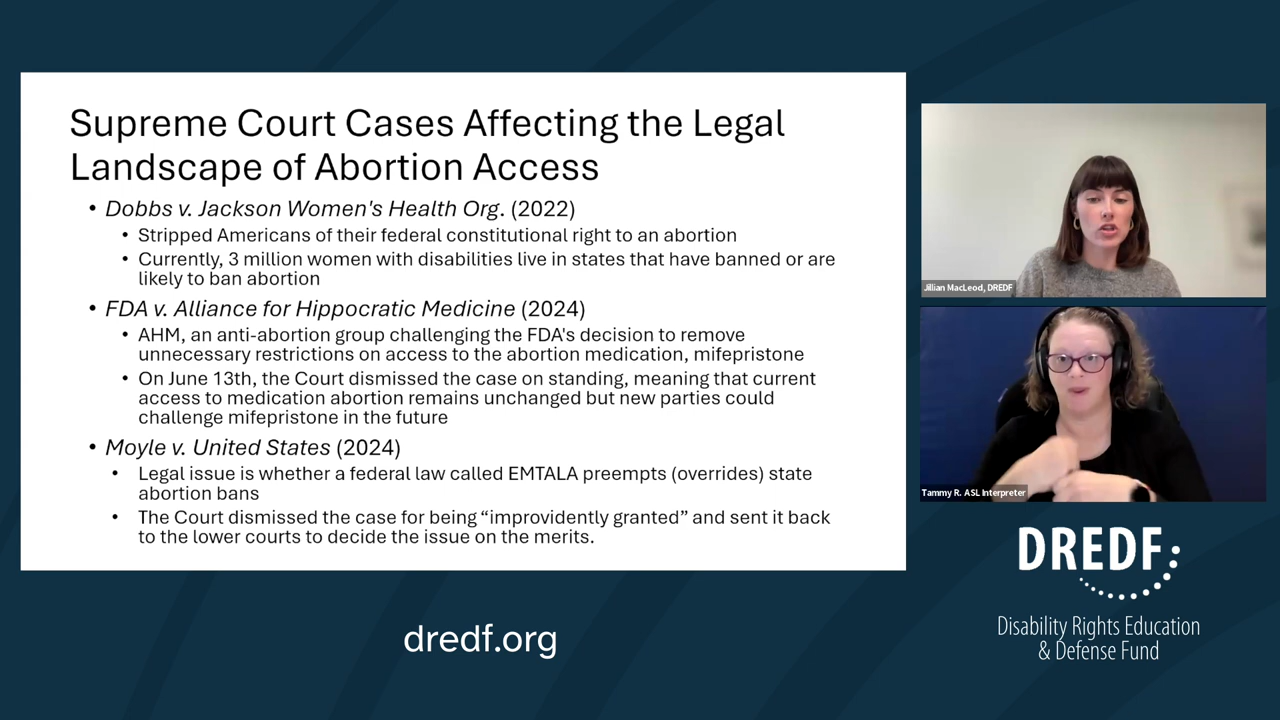 Supreme Court Cases Affecting the Legal
Landscape of Abortion Access
• Dobbs v. Jackson Women's Health Org. (2022)
• Stripped Americans of their federal constitutional right to an abortion
• Currently, 3 million women with disabilities live in states that have banned or are
likely to ban abortion
• FDA v. Alliance for Hippocratic Medicine (2024)
• AHM, an anti-abortion group challenging the FDA's decision to remove
unnecessary restrictions on access to the abortion medication, mifepristone
• On June 13th, the Court dismissed the case on standing, meaning that current
access to medication abortion remains unchanged but new parties could
challenge mifepristone in the future
• Moyle v. United States (2024)
• Legal issue is whether a federal law called EMTALA preempts (overrides) state
abortion bans
• The Court dismissed the case for being “improvidently granted” and sent it back
to the lower courts to decide the issue on the merits.
Jillian MacLeod, DREDF
Tammy R. ASL Interpreter
DREDF
Disability Rights Education
& Defense Fund
dredf.org